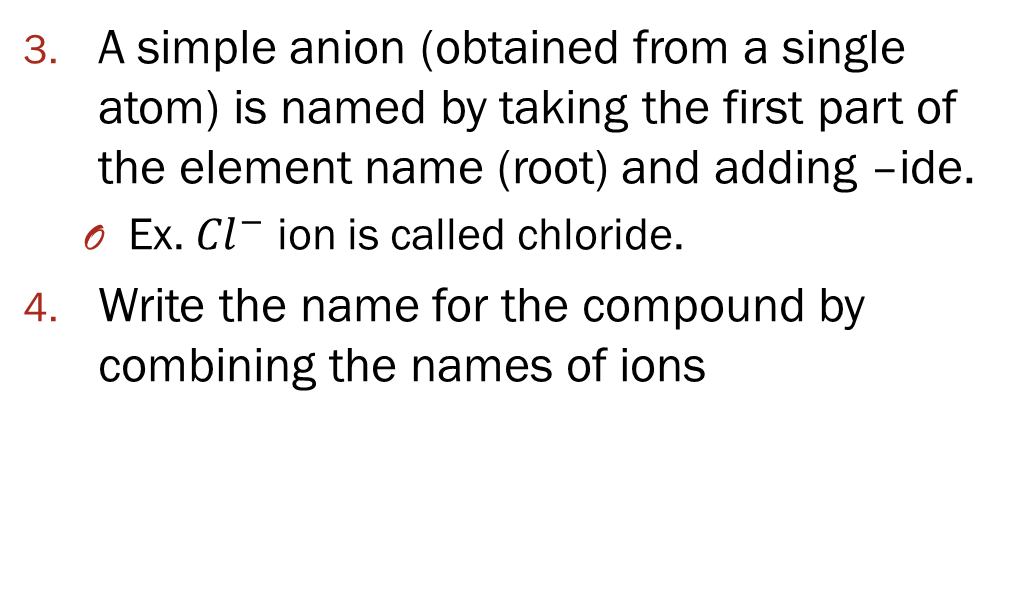 3. A simple anion (obtained from a single
atom) is named by taking the first part of
the element name (root) and adding –ide.
Ex. Cl⁻ ion is called chloride.
4. Write the name for the compound by
combining the names of ions